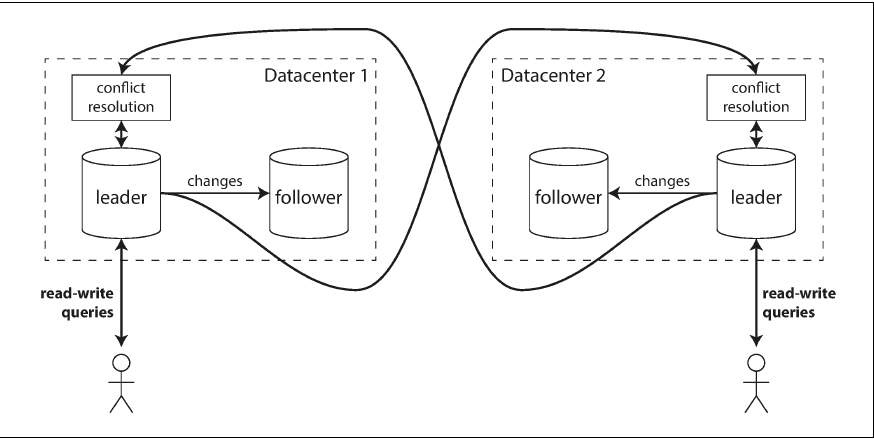 Datacenter 1
conflict
resolution
leader
changes
follower
read-write
queries
Datacenter 2
conflict
resolution
follower
changes
leader
read-write
queries